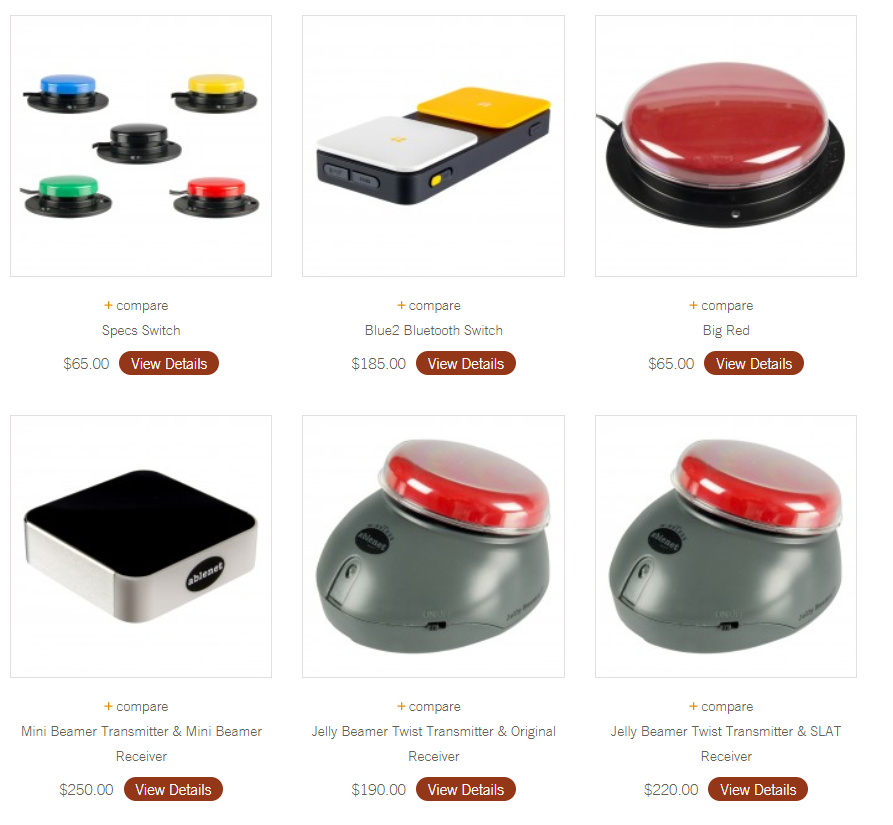 + compare
Specs Switch
$65.00 View Details
+ compare
Blue2 Bluetooth Switch
$185.00 View Details
+ compare
Big Red
$65.00 View Details
ablenet
+ compare
Mini Beamer Transmitter & Mini Beamer
Receiver
$250.00 View Details
ablenet
+ compare
Jelly Beamer Twist Transmitter & Original
Receiver
$190.00 View Details
ablenet
+ compare
Jelly Beamer Twist Transmitter & SLAT
Receiver
$220.00 View Details